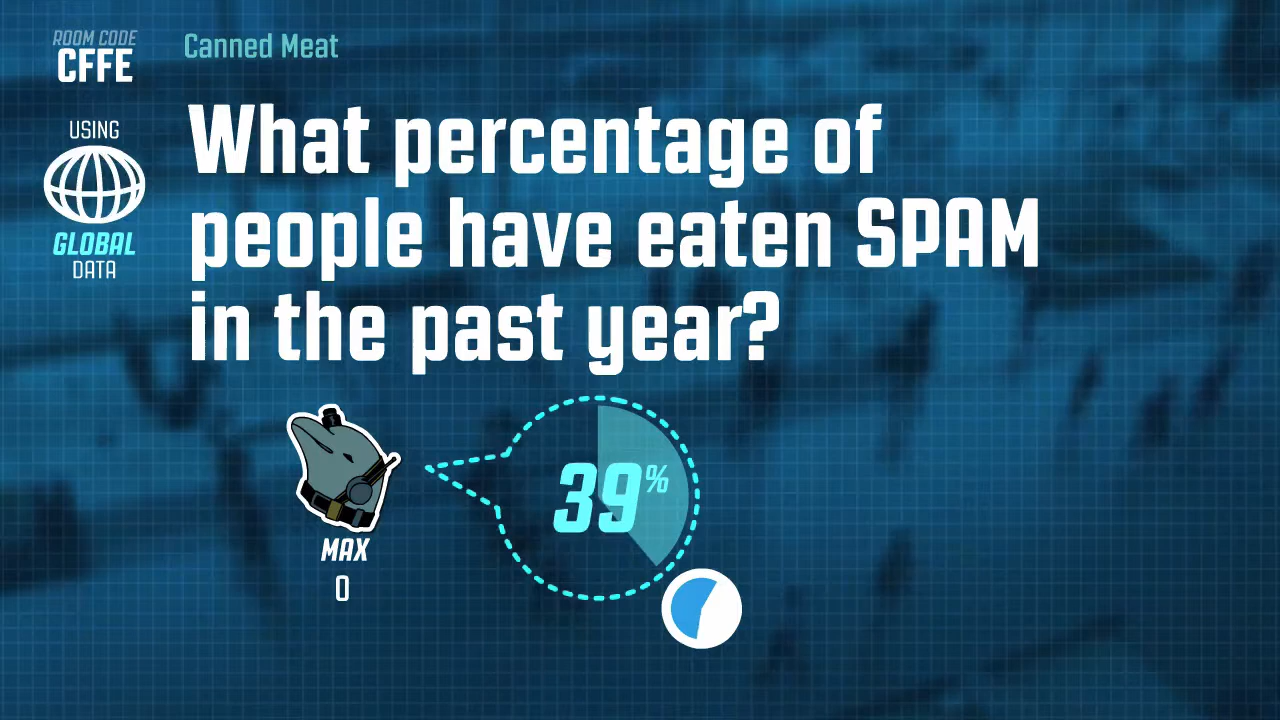 ROOM CODE
CFFE
Canned Meat
USING
GLOBAL
DATA
What percentage of
people have eaten SPAM
in the past year?
39%
MAX
0